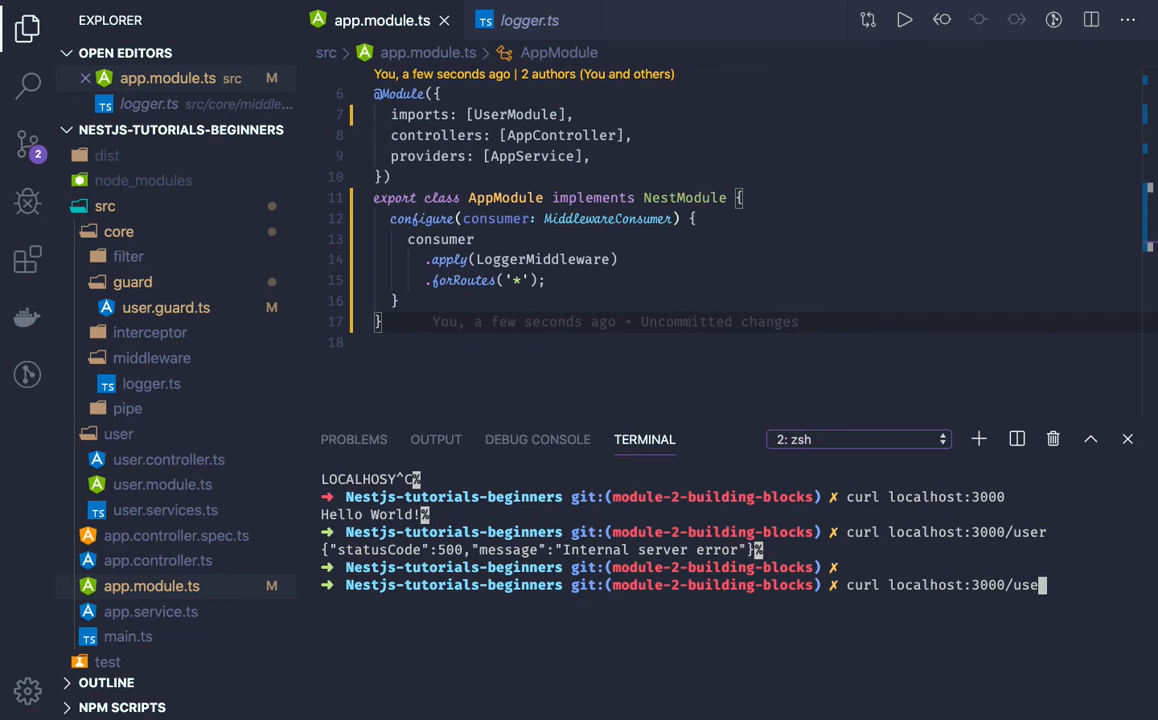 EXPLORER
OPEN EDITORS
app.module.ts src M
TS logger.ts src/core/middle...
NESTJS-TUTORIALS-BEGINNERS
dist
node_modules
src
core
filter
guard
user.guard.ts M
interceptor
middleware
TS logger.ts
pipe
user
user.controller.ts
user.module.ts
TS user.services.ts
app.controller.spec.ts
app.controller.ts
app.module.ts M
app.service.ts
TS main.ts
test
OUTLINE
NPM SCRIPTS
2
app.module.ts
TS logger.ts
src > app.module.ts > AppModule
You, a few seconds ago | 2 authors (You and others)
6 @Module({
7 imports: [UserModule],
8 controllers: [AppController],
9 providers: [AppService],
10 })
11 export class AppModule implements NestModule {
12 configure(consumer: MiddlewareConsumer) {
13 consumer
14 .apply(LoggerMiddleware)
15 .forRoutes('*');
16 }
17 } You, a few seconds ago • Uncommitted changes
18
PROBLEMS OUTPUT DEBUG CONSOLE TERMINAL 2: zsh
LOCALHOSY^C%
➜ Nestjs-tutorials-beginners git:(module-2-building-blocks) ✗ curl localhost:3000
Hello World!%
➜ Nestjs-tutorials-beginners git:(module-2-building-blocks) ✗ curl localhost:3000/user
{"statusCode":500,"message":"Internal server error"}%
➜ Nestjs-tutorials-beginners git:(module-2-building-blocks) ✗
➜ Nestjs-tutorials-beginners git:(module-2-building-blocks) ✗ curl localhost:3000/use